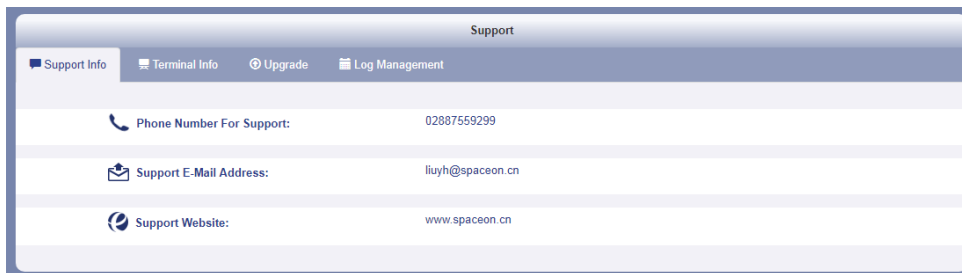 Support
Support Info Terminal Info Upgrade Log Management
Phone Number For Support: 02887559299
Support E-Mail Address: liuyh@spaceon.cn
Support Website: www.spaceon.cn